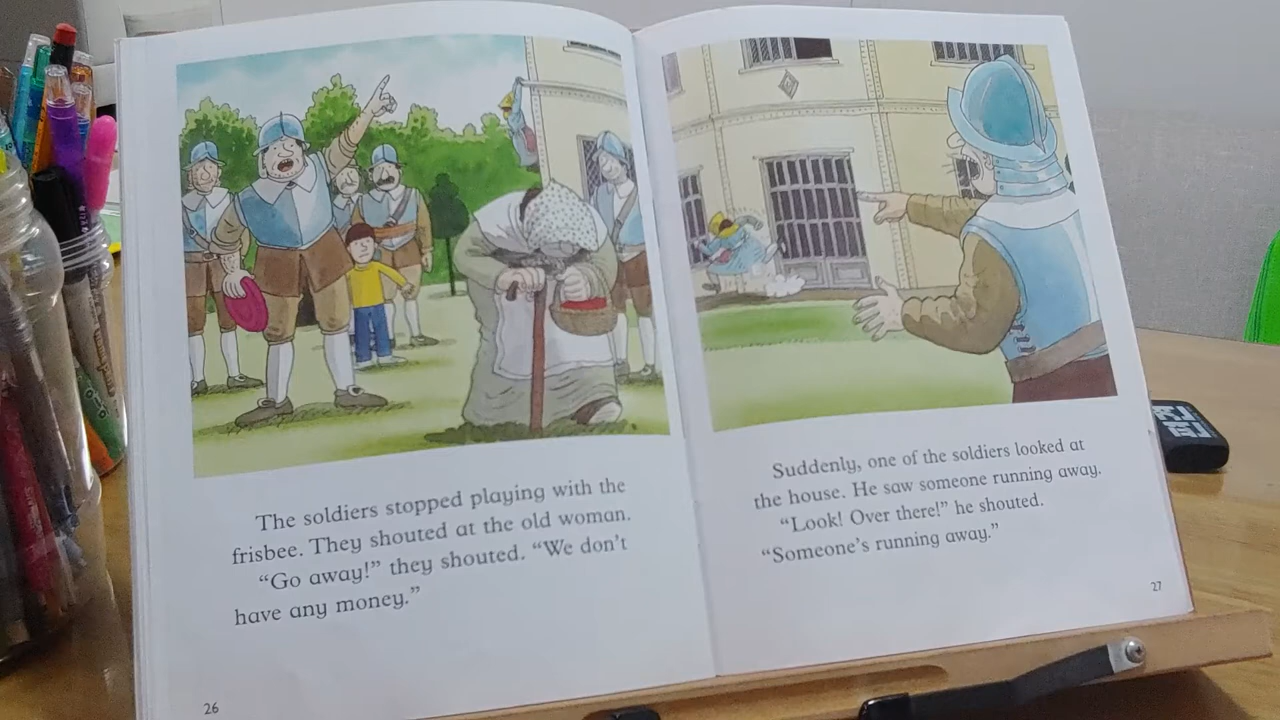 The soldiers stopped playing with the
frisbee. They shouted at the old woman.
“Go away!” they shouted. “We don’t
have any money.”
26
Suddenly, one of the soldiers looked at
the house. He saw someone running away.
“Look! Over there!” he shouted.
“Someone’s running away.”
27